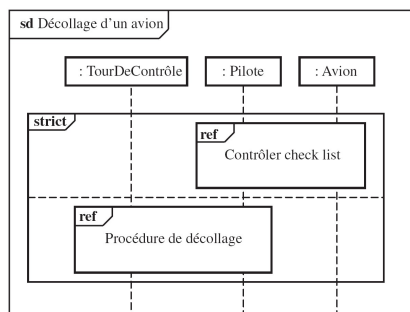 sd Décollage d'un avion
: TourDeContrôle
: Pilote
: Avion
strict
ref
Contrôler check list
ref
Procédure de décollage